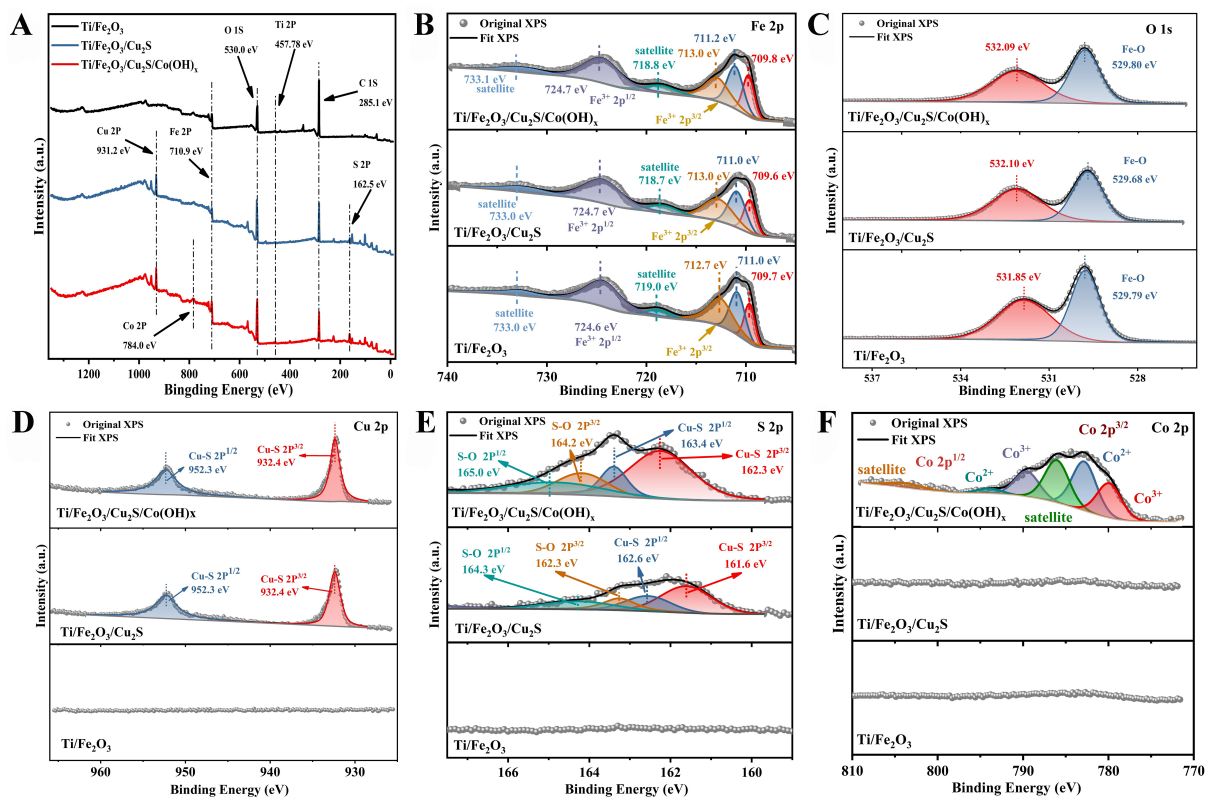 A
Ti/Fe₂O₃
Ti/Fe₂O₃/Cu₂S
Ti/Fe₂O₃/Cu₂S/Co(OH)ₓ
O 1S
530.0 eV
Ti 2P
457.78 eV
C 1S
285.1 eV
Cu 2P
931.2 eV
Fe 2P
710.9 eV
S 2P
162.5 eV
Co 2P
784.0 eV
Intensity (a.u.)
1200 1000 800 600 400 200 0
Bingding Energy (eV)
B
Original XPS
Fit XPS
Fe 2p
733.1 eV
satellite
724.7 eV
Fe³⁺ 2p¹/²
satellite
718.8 eV
713.0 eV
711.2 eV
709.8 eV
Fe³⁺ 2p³/²
Ti/Fe₂O₃/Cu₂S/Co(OH)ₓ
satellite
733.0 eV
724.7 eV
Fe³⁺ 2p¹/²
satellite
718.7 eV
713.0 eV
711.0 eV
709.6 eV
Fe³⁺ 2p³/²
Ti/Fe₂O₃/Cu₂S
satellite
733.0 eV
724.6 eV
Fe³⁺ 2p¹/²
satellite
719.0 eV
712.7 eV
711.0 eV
709.7 eV
Fe³⁺ 2p³/²
Ti/Fe₂O₃
Intensity (a.u.)
740 730 720 710
Binding Energy (eV)
C
Original XPS
Fit XPS
O 1s
532.09 eV
Fe-O
529.80 eV
Ti/Fe₂O₃/Cu₂S/Co(OH)ₓ
532.10 eV
Fe-O
529.68 eV
Ti/Fe₂O₃/Cu₂S
531.85 eV
Fe-O
529.79 eV
Ti/Fe₂O₃
Intensity (a.u.)
537 534 531 528
Binding Energy (eV)
D
Original XPS
Fit XPS
Cu 2p
Cu-S 2P¹/²
952.3 eV
Cu-S 2P³/²
932.4 eV
Ti/Fe₂O₃/Cu₂S/Co(OH)ₓ
Cu-S 2P¹/²
952.3 eV
Cu-S 2P³/²
932.4 eV
Ti/Fe₂O₃/Cu₂S
Ti/Fe₂O₃
Intensity (a.u.)
960 950 940 930
Binding Energy (eV)
E
Original XPS
Fit XPS
S 2p
S-O 2P¹/²
165.0 eV
S-O 2P³/²
164.2 eV
Cu-S 2P¹/²
163.4 eV
Cu-S 2P³/²
162.3 eV
Ti/Fe₂O₃/Cu₂S/Co(OH)ₓ
S-O 2P¹/²
164.3 eV
S-O 2P³/²
162.3 eV
Cu-S 2P¹/²
162.6 eV
Cu-S 2P³/²
161.6 eV
Ti/Fe₂O₃/Cu₂S
Ti/Fe₂O₃
Intensity (a.u.)
166 164 162 160
Binding Energy (eV)
F
Original XPS
Fit XPS
Co 2p
satellite
Co 2p¹/²
Co²⁺
Co³⁺
Co 2p³/²
Co²⁺
Co³⁺
satellite
Ti/Fe₂O₃/Cu₂S/Co(OH)ₓ
Ti/Fe₂O₃/Cu₂S
Ti/Fe₂O₃
Intensity (a.u.)
810 800 790 780 770
Binding Energy (eV)